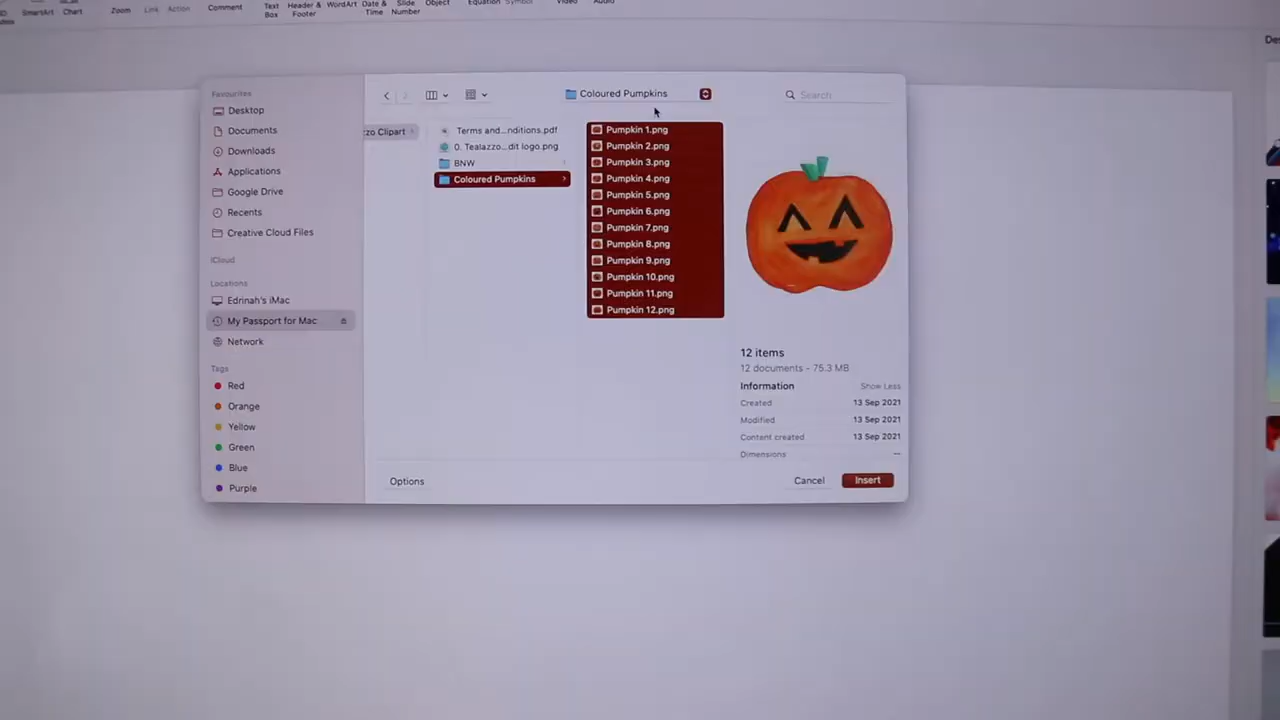 SmartArt
Chart
Zoom
Link
Action
Comment
Text
Box
Header &
Footer
WordArt
Date &
Time
Slide
Number
Object
Equation
Symbol
Video
Audio
Favourites
Desktop
Documents
Downloads
Applications
Google Drive
Recents
Creative Cloud Files
iCloud
Locations
Edrinah's iMac
My Passport for Mac
Network
Tags
Red
Orange
Yellow
Green
Blue
Purple
Coloured Pumpkins
Search
zzo Clipart
Terms and...nditions.pdf
0. Tealazzo...dit logo.png
BNW
Coloured Pumpkins
Pumpkin 1.png
Pumpkin 2.png
Pumpkin 3.png
Pumpkin 4.png
Pumpkin 5.png
Pumpkin 6.png
Pumpkin 7.png
Pumpkin 8.png
Pumpkin 9.png
Pumpkin 10.png
Pumpkin 11.png
Pumpkin 12.png
12 items
12 documents - 75.3 MB
Information Show Less
Created 13 Sep 2021
Modified 13 Sep 2021
Content created 13 Sep 2021
Dimensions --
Options
Cancel
Insert